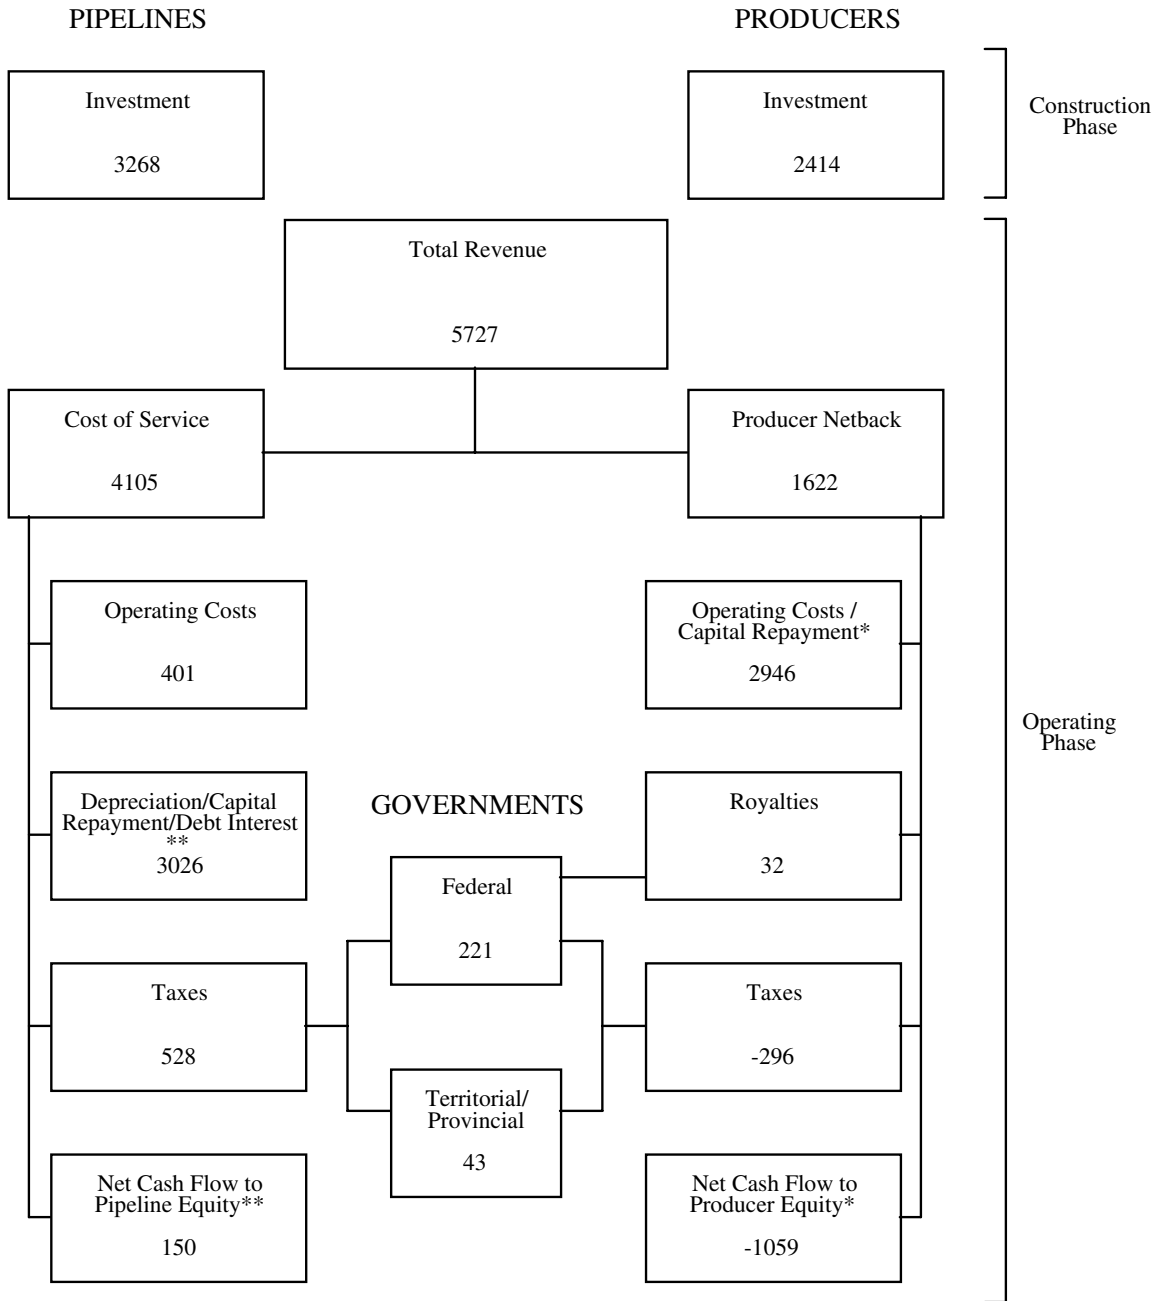 PIPELINES
PRODUCERS
Investment
3268
Investment
2414
Construction
Phase
Total Revenue
5727
Cost of Service
4105
Producer Netback
1622
Operating Costs
401
Operating Costs /
Capital Repayment*
2946
Operating
Phase
Depreciation/Capital
Repayment/Debt Interest
**
3026
GOVERNMENTS
Royalties
32
Federal
221
Taxes
528
Taxes
-296
Territorial/
Provincial
43
Net Cash Flow to
Pipeline Equity**
150
Net Cash Flow to
Producer Equity*
-1059